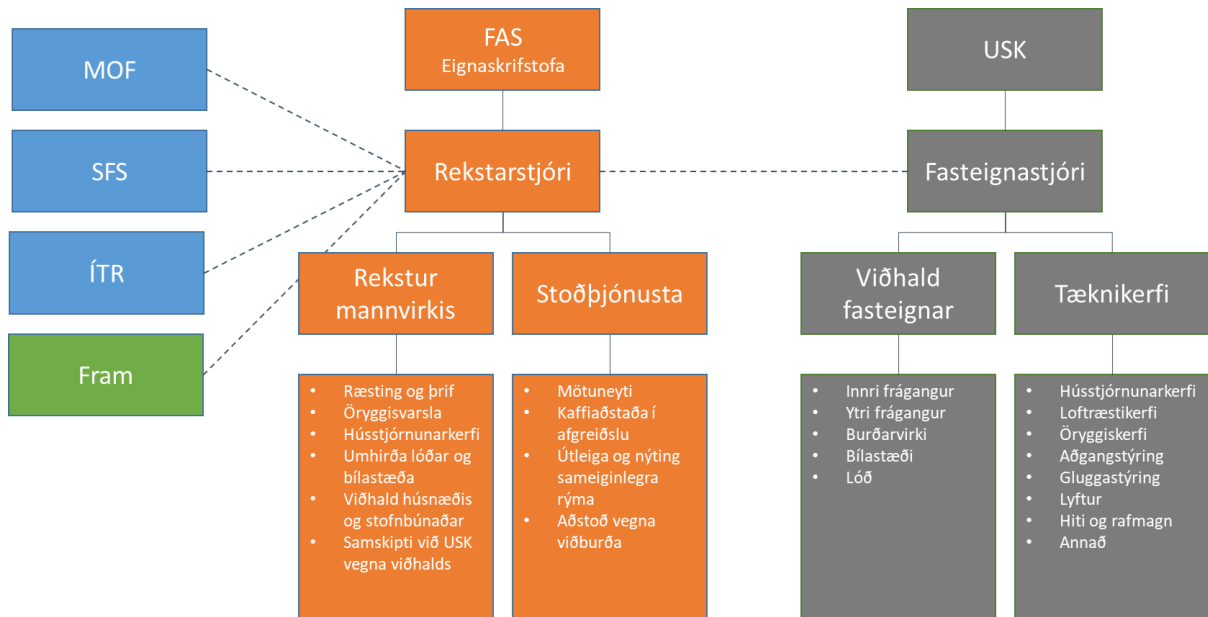 MOF
SFS
ÍTR
Fram
FAS
Eignaskrifstofa
Rekstarstjóri
Rekstur
mannvirkis
• Ræsting og þrif
• Öryggisvarsla
• Hússtjórnunarkerfi
• Umhirða lóðar og
bílastæða
• Viðhald húsnæðis
og stofnbúnaðar
• Samskipti við USK
vegna viðhalds
Stoðþjónusta
• Mötuneyti
• Kaffiaðstaða í
afgreiðslu
• Útleiga og nýting
sameiginlegra
rýma
• Aðstoð vegna
viðburða
USK
Fasteignastjóri
Viðhald
fasteignar
• Innri frágangur
• Ytri frágangur
• Burðarvirki
• Bílastæði
• Lóð
Tæknikerfi
• Hússtjórnunarkerfi
• Loftræstikerfi
• Öryggiskerfi
• Aðgangstýring
• Gluggastýring
• Lyftur
• Hiti og rafmagn
• Annað